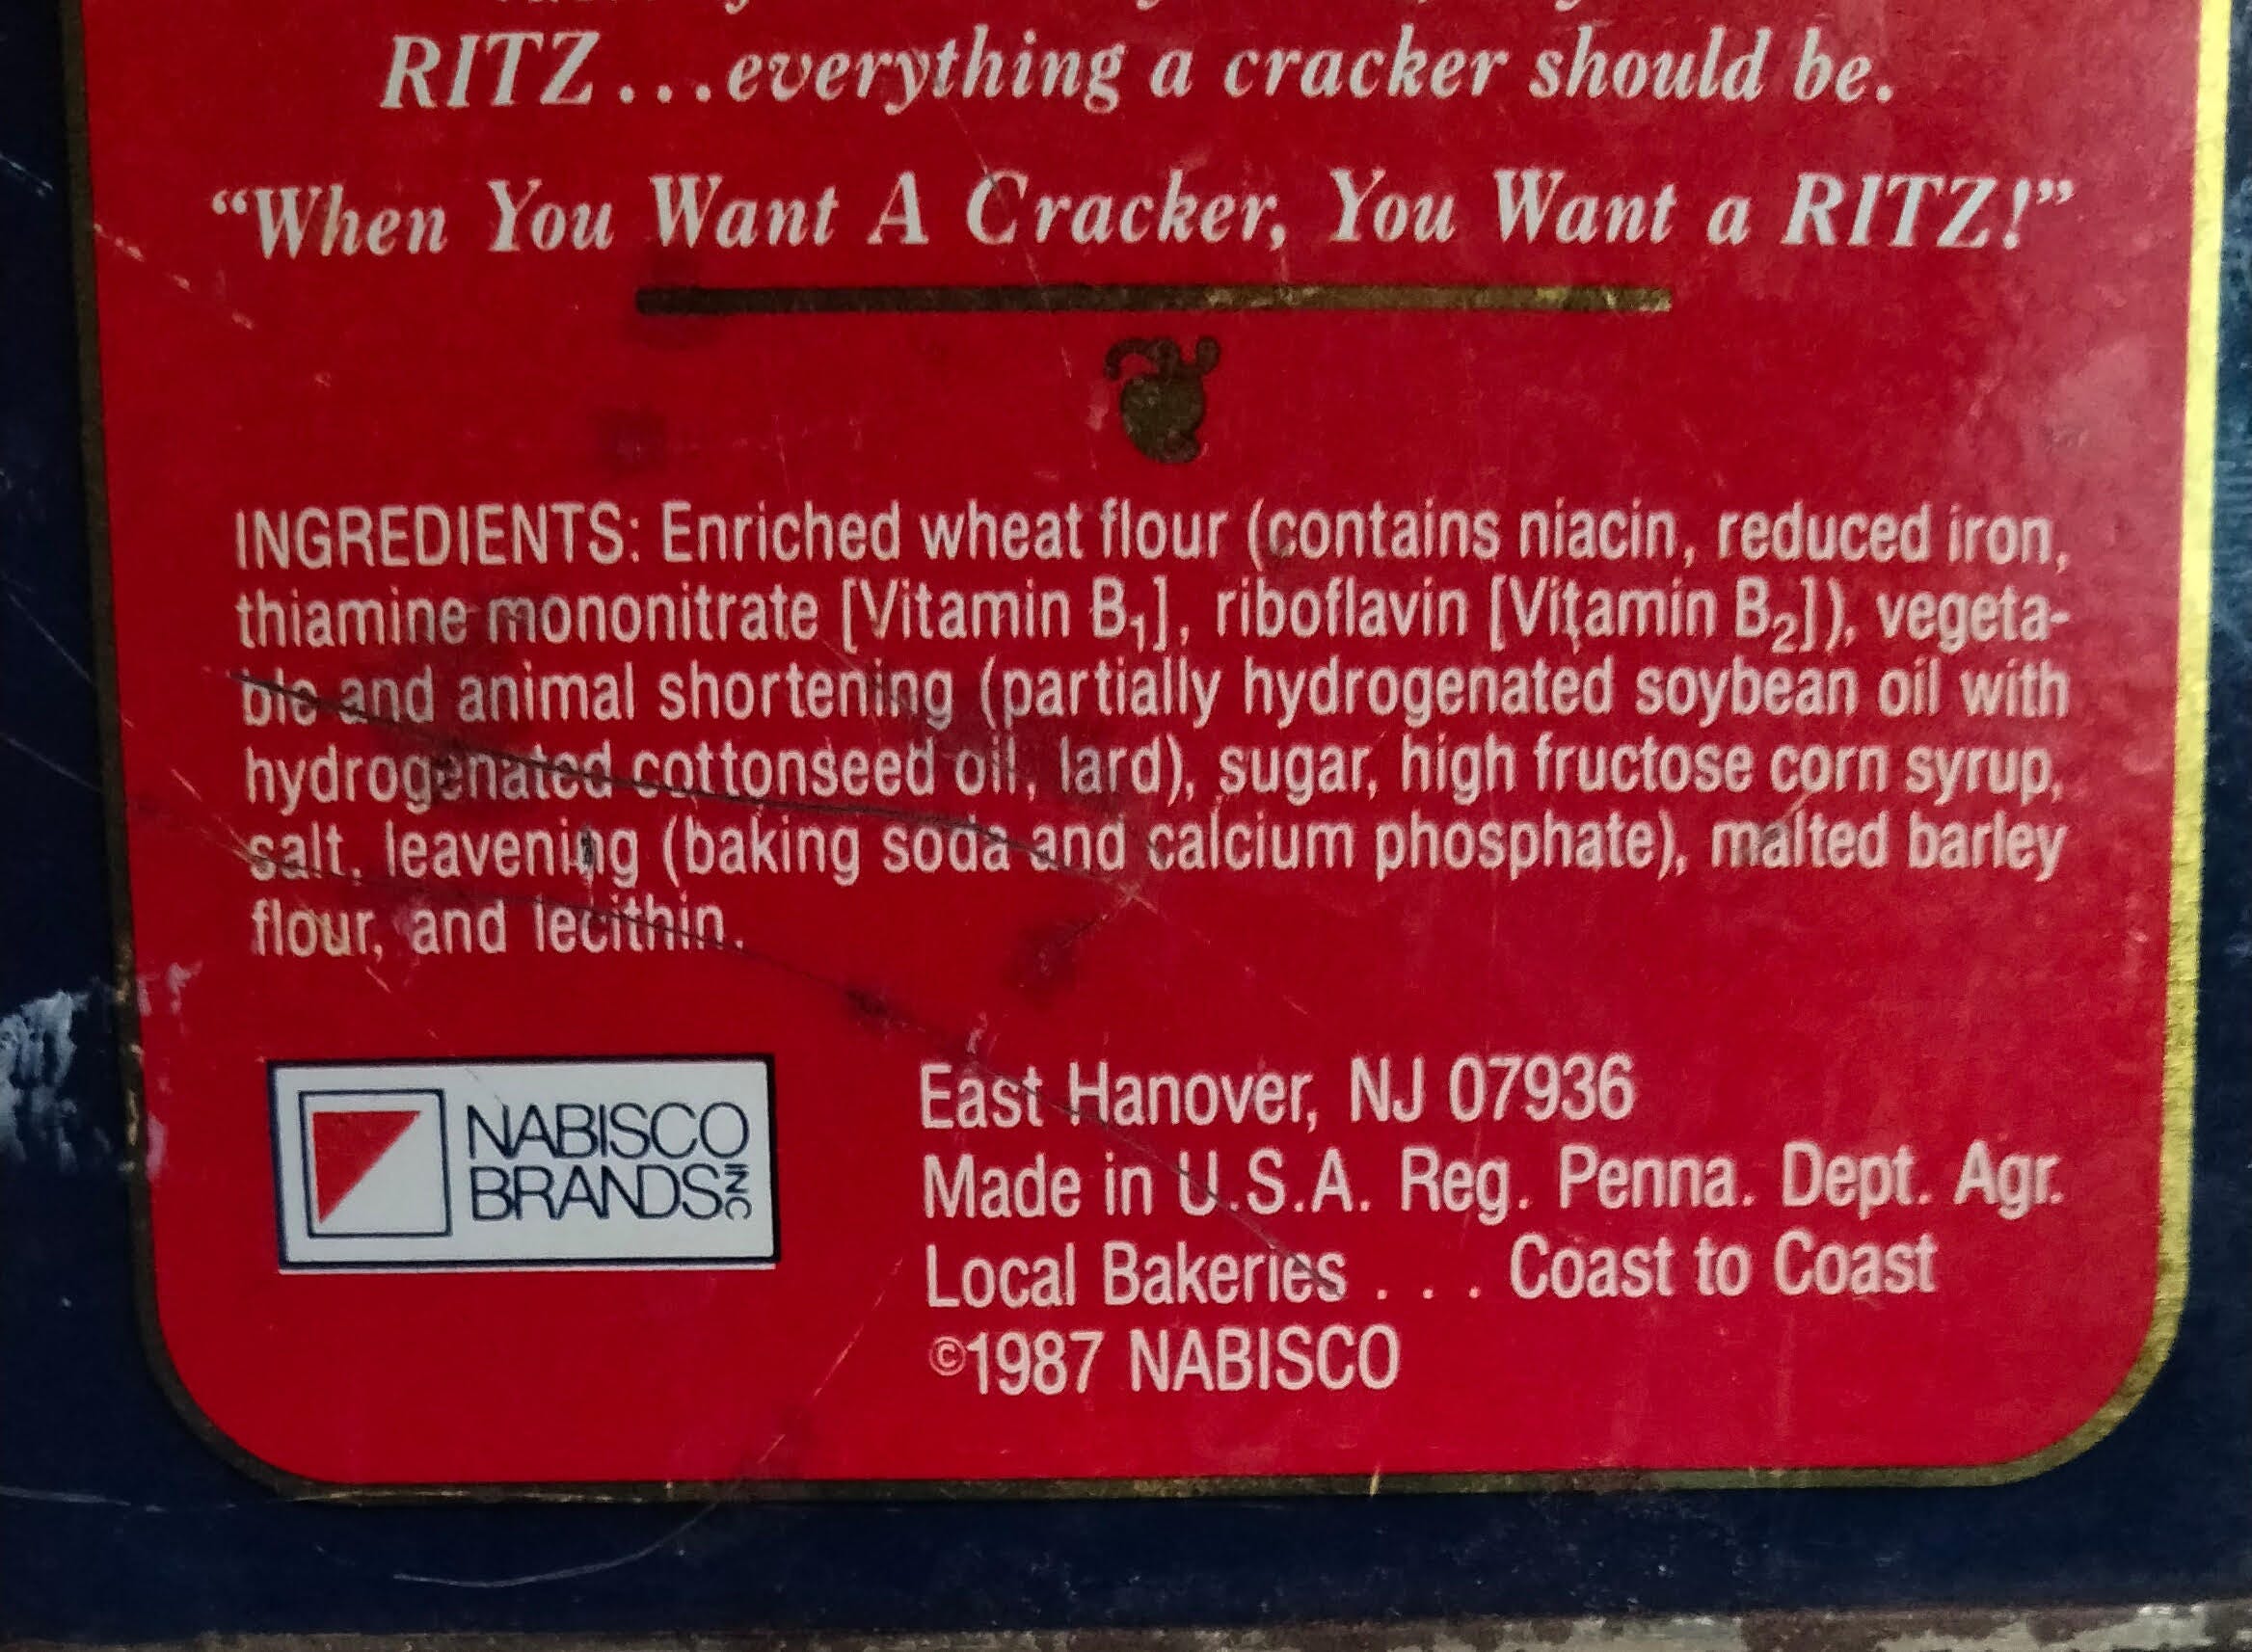 RITZ...everything a cracker should be.
“When You Want A Cracker, You Want a RITZ!”
INGREDIENTS: Enriched wheat flour (contains niacin, reduced iron,
thiamine mononitrate [Vitamin B₁], riboflavin [Vitamin B₂]), vegeta-
ble and animal shortening (partially hydrogenated soybean oil with
hydrogenated cottonseed oil, lard), sugar, high fructose corn syrup,
salt, leavening (baking soda and calcium phosphate), malted barley
flour, and lecithin.
NABISCO
BRANDS INC
East Hanover, NJ 07936
Made in U.S.A. Reg. Penna. Dept. Agr.
Local Bakeries . . . Coast to Coast
©1987 NABISCO